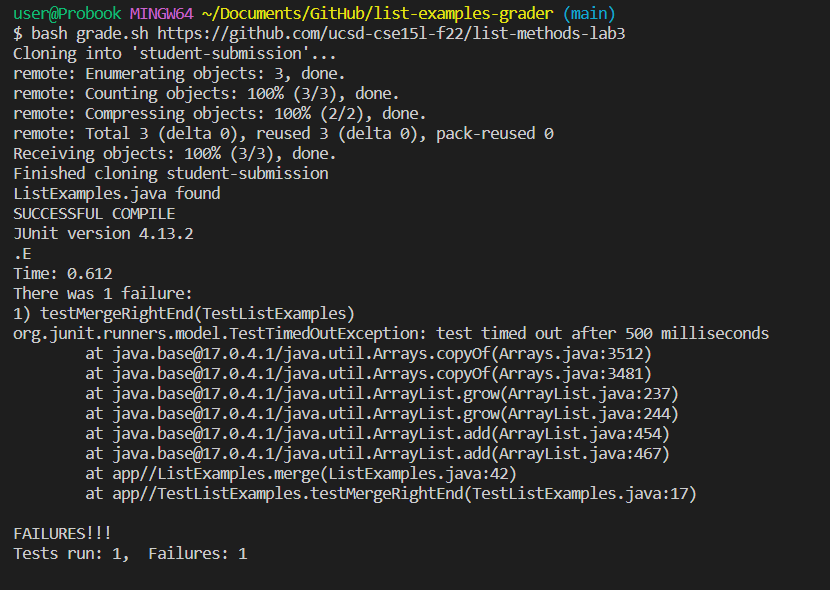 user@Probook MINGW64 ~/Documents/GitHub/list-examples-grader (main)
$ bash grade.sh https://github.com/ucsd-cse15l-f22/list-methods-lab3
Cloning into 'student-submission'...
remote: Enumerating objects: 3, done.
remote: Counting objects: 100% (3/3), done.
remote: Compressing objects: 100% (2/2), done.
remote: Total 3 (delta 0), reused 3 (delta 0), pack-reused 0
Receiving objects: 100% (3/3), done.
Finished cloning student-submission
ListExamples.java found
SUCCESSFUL COMPILE
JUnit version 4.13.2
.E
Time: 0.612
There was 1 failure:
1) testMergeRightEnd(TestListExamples)
org.junit.runners.model.TestTimedOutException: test timed out after 500 milliseconds
        at java.base@17.0.4.1/java.util.Arrays.copyOf(Arrays.java:3512)
        at java.base@17.0.4.1/java.util.Arrays.copyOf(Arrays.java:3481)
        at java.base@17.0.4.1/java.util.ArrayList.grow(ArrayList.java:237)
        at java.base@17.0.4.1/java.util.ArrayList.grow(ArrayList.java:244)
        at java.base@17.0.4.1/java.util.ArrayList.add(ArrayList.java:454)
        at java.base@17.0.4.1/java.util.ArrayList.add(ArrayList.java:467)
        at app//ListExamples.merge(ListExamples.java:42)
        at app//TestListExamples.testMergeRightEnd(TestListExamples.java:17)

FAILURES!!!
Tests run: 1,  Failures: 1